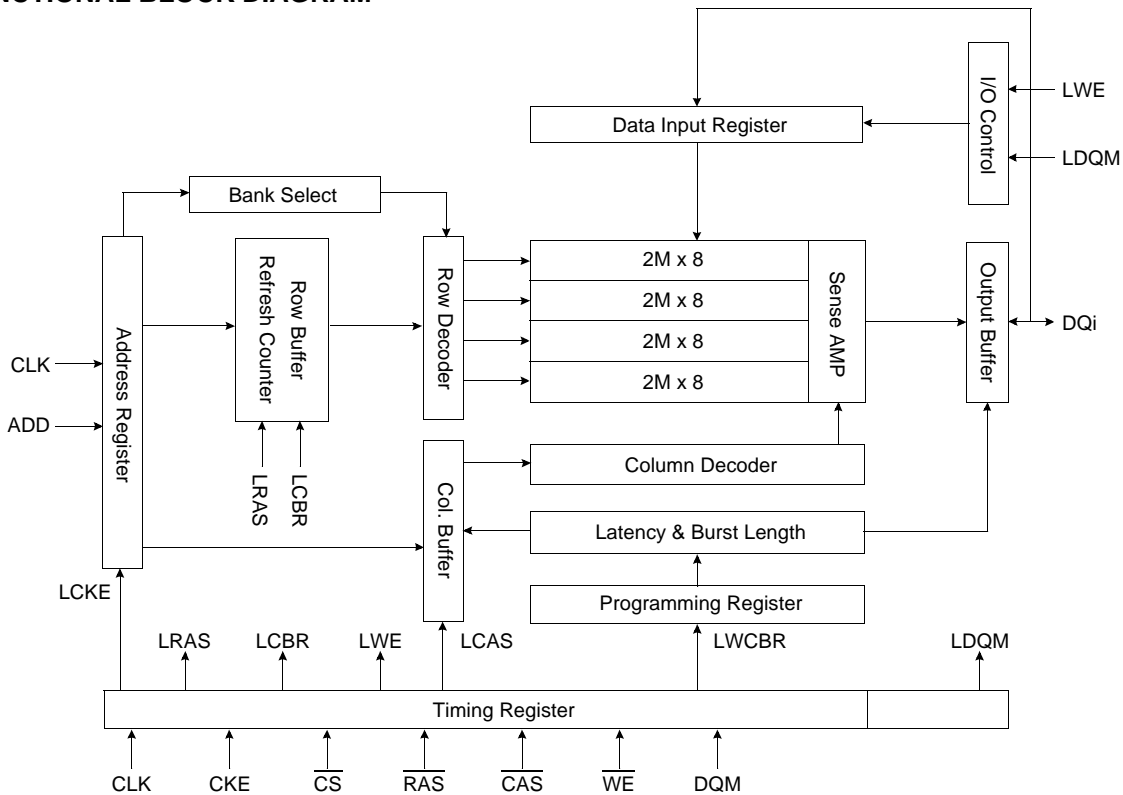 FUNCTIONAL BLOCK DIAGRAM
I/O Control
LWE
LDQM
Data Input Register
Bank Select
Address Register
CLK
ADD
Row Buffer
Refresh Counter
LRAS
LCBR
Row Decoder
2M x 8
2M x 8
2M x 8
2M x 8
Sense AMP
Output Buffer
DQi
Col. Buffer
Column Decoder
Latency & Burst Length
Programming Register
LCKE
LRAS
LCBR
LWE
LCAS
LWCBR
LDQM
Timing Register
CLK
CKE
CS
RAS
CAS
WE
DQM